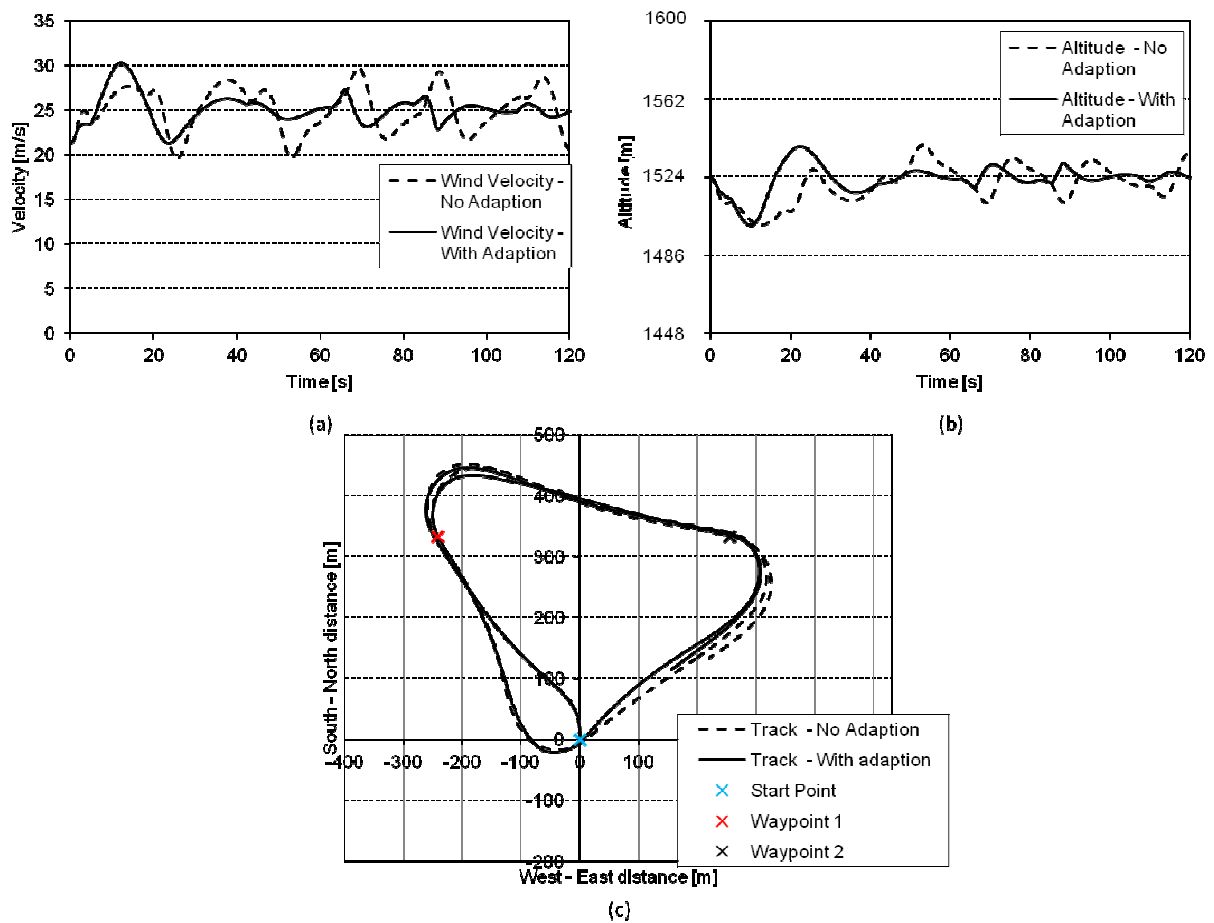 35
30
25
20
15
10
5
0
Velocity [m/s]
Wind Velocity -
No Adaption
Wind Velocity -
With Adaption
0 20 40 60 80 100 120
Time [s]
(a)
1600
1562
1524
1486
1448
Altitude [m]
Altitude - No
Adaption
Altitude - With
Adaption
0 20 40 60 80 100 120
Time [s]
(b)
500
400
300
200
100
0
-100
-200
South - North distance [m]
-400 -300 -200 -100 0 100
Track - No Adaption
Track - With adaption
Start Point
Waypoint 1
Waypoint 2
West - East distance [m]
(c)